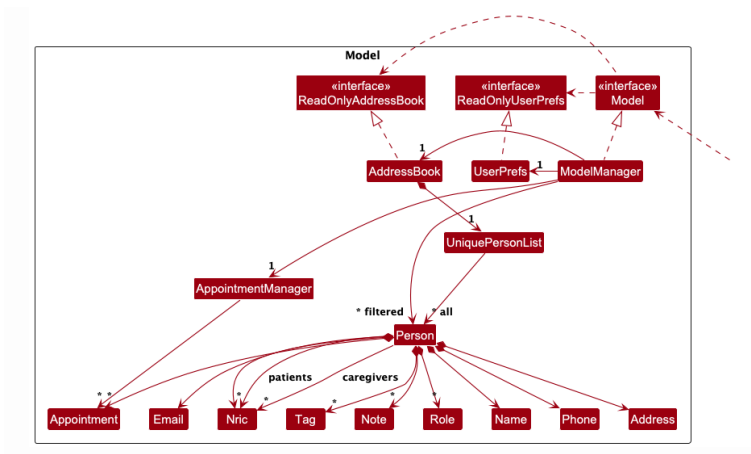 Model
«interface»
ReadOnlyAddressBook
«interface»
ReadOnlyUserPrefs
«interface»
Model
1
AddressBook
UserPrefs
1
ModelManager
1
UniquePersonList
1
AppointmentManager
* filtered
* all
Person
patients
caregivers
* *
*
*
*
*
*
Appointment
Email
Nric
Tag
Note
Role
Name
Phone
Address